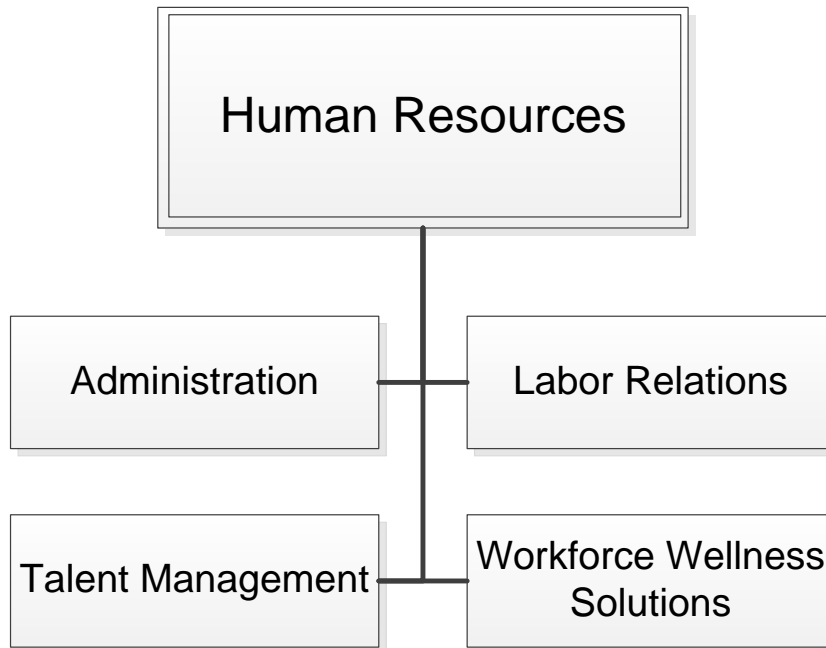 Human Resources
Administration
Labor Relations
Talent Management
Workforce Wellness
Solutions